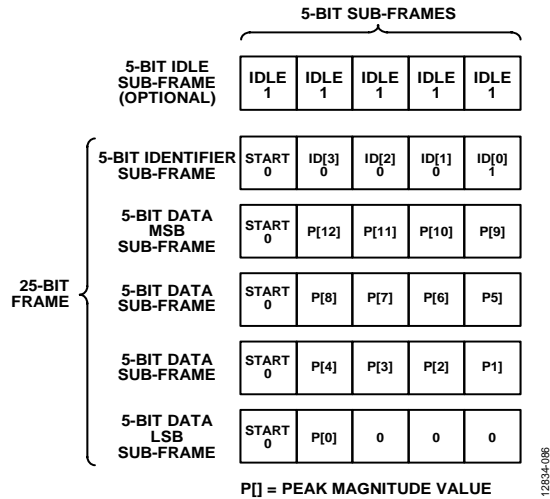 5-BIT SUB-FRAMES
5-BIT IDLE
SUB-FRAME
(OPTIONAL)
IDLE
1
IDLE
1
IDLE
1
IDLE
1
IDLE
1
25-BIT
FRAME
5-BIT IDENTIFIER
SUB-FRAME
START
0
ID[3]
0
ID[2]
0
ID[1]
0
ID[0]
1
5-BIT DATA
MSB
SUB-FRAME
START
0
P[12]
P[11]
P[10]
P[9]
5-BIT DATA
SUB-FRAME
START
0
P[8]
P[7]
P[6]
P5]
5-BIT DATA
SUB-FRAME
START
0
P[4]
P[3]
P[2]
P1]
5-BIT DATA
LSB
SUB-FRAME
START
0
P[0]
0
0
0
P[] = PEAK MAGNITUDE VALUE
12834-086